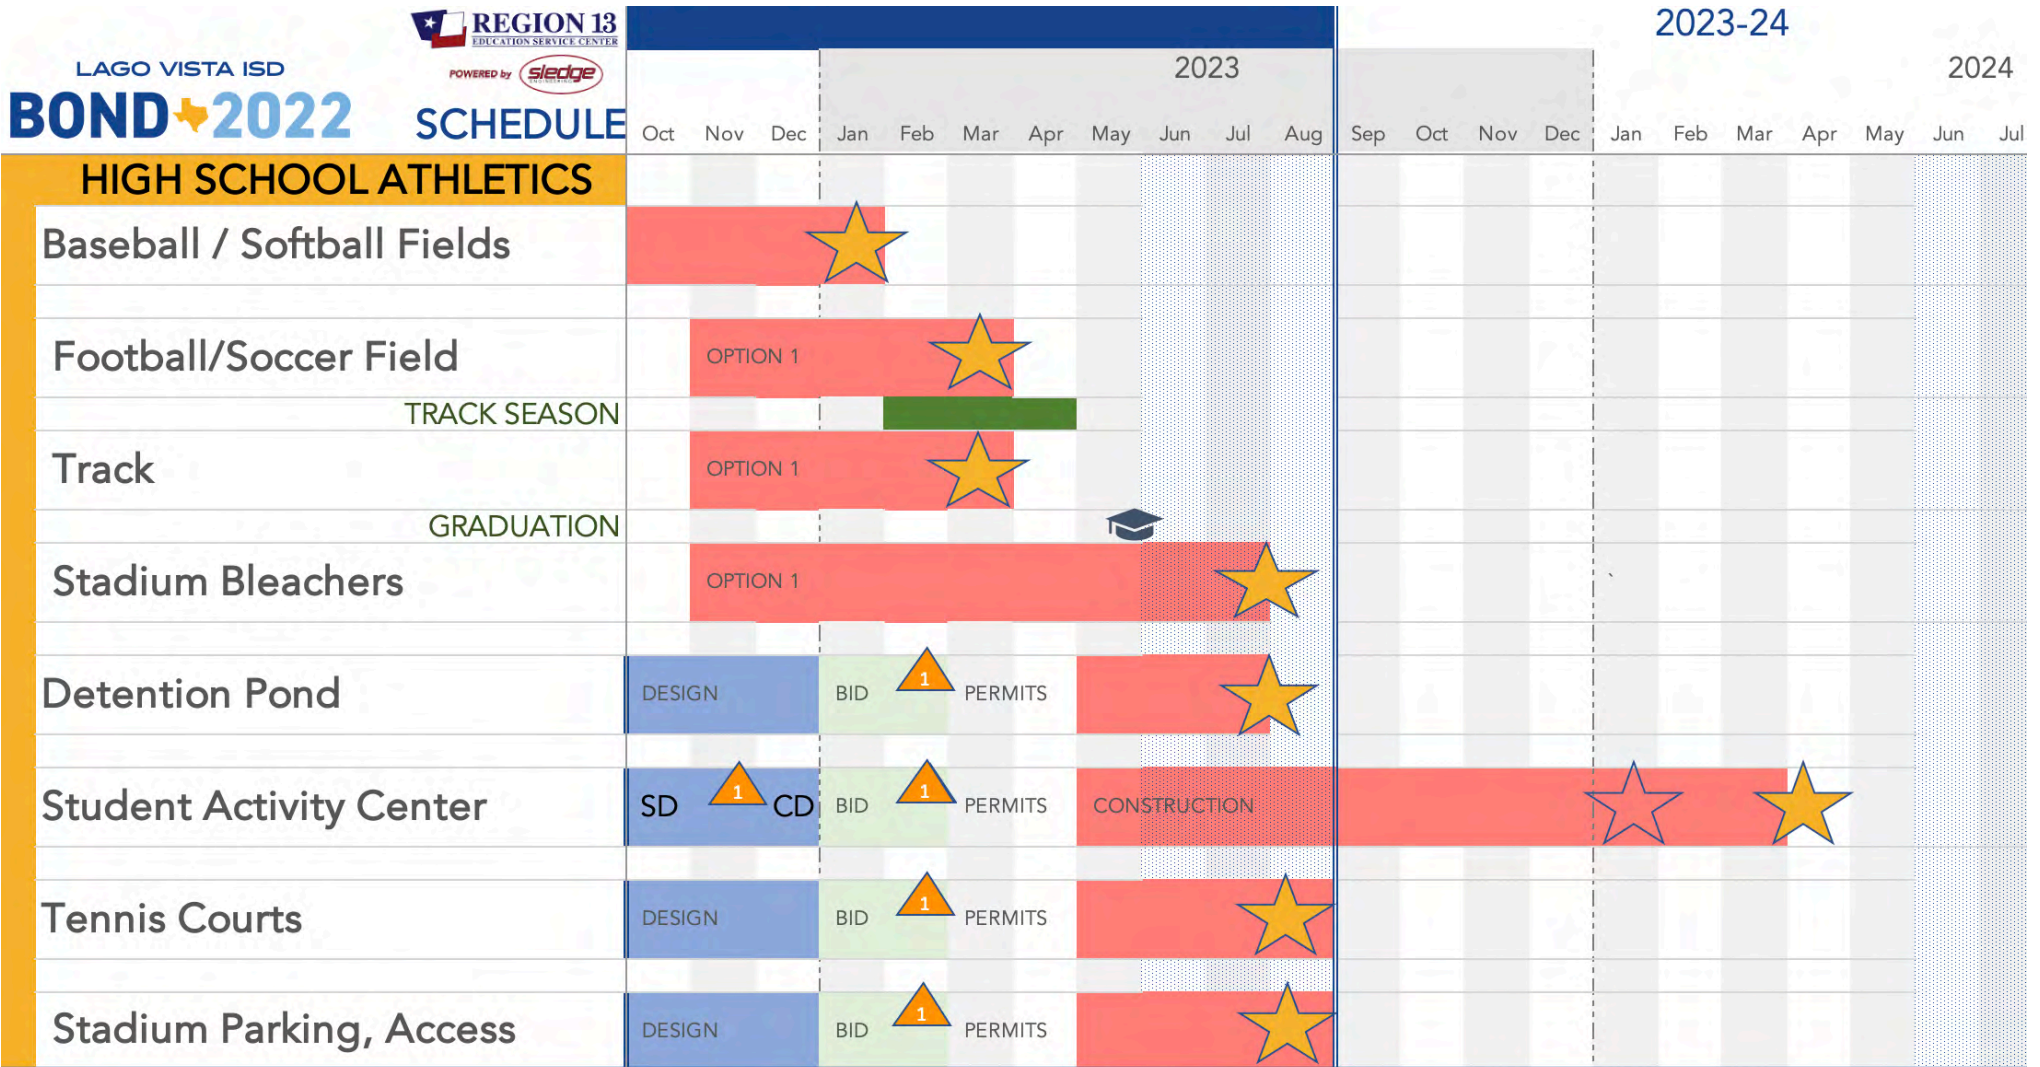 REGION 13
EDUCATION SERVICE CENTER
POWERED by sledge
LAGO VISTA ISD
BOND 2022
SCHEDULE
2023-24
2023 2024
Oct Nov Dec Jan Feb Mar Apr May Jun Jul Aug Sep Oct Nov Dec Jan Feb Mar Apr May Jun Jul
HIGH SCHOOL ATHLETICS
Baseball / Softball Fields
Football/Soccer Field OPTION 1
TRACK SEASON
Track OPTION 1
GRADUATION
Stadium Bleachers OPTION 1
Detention Pond DESIGN BID 1 PERMITS
Student Activity Center SD 1 CD BID 1 PERMITS CONSTRUCTION
Tennis Courts DESIGN BID 1 PERMITS
Stadium Parking, Access DESIGN BID 1 PERMITS